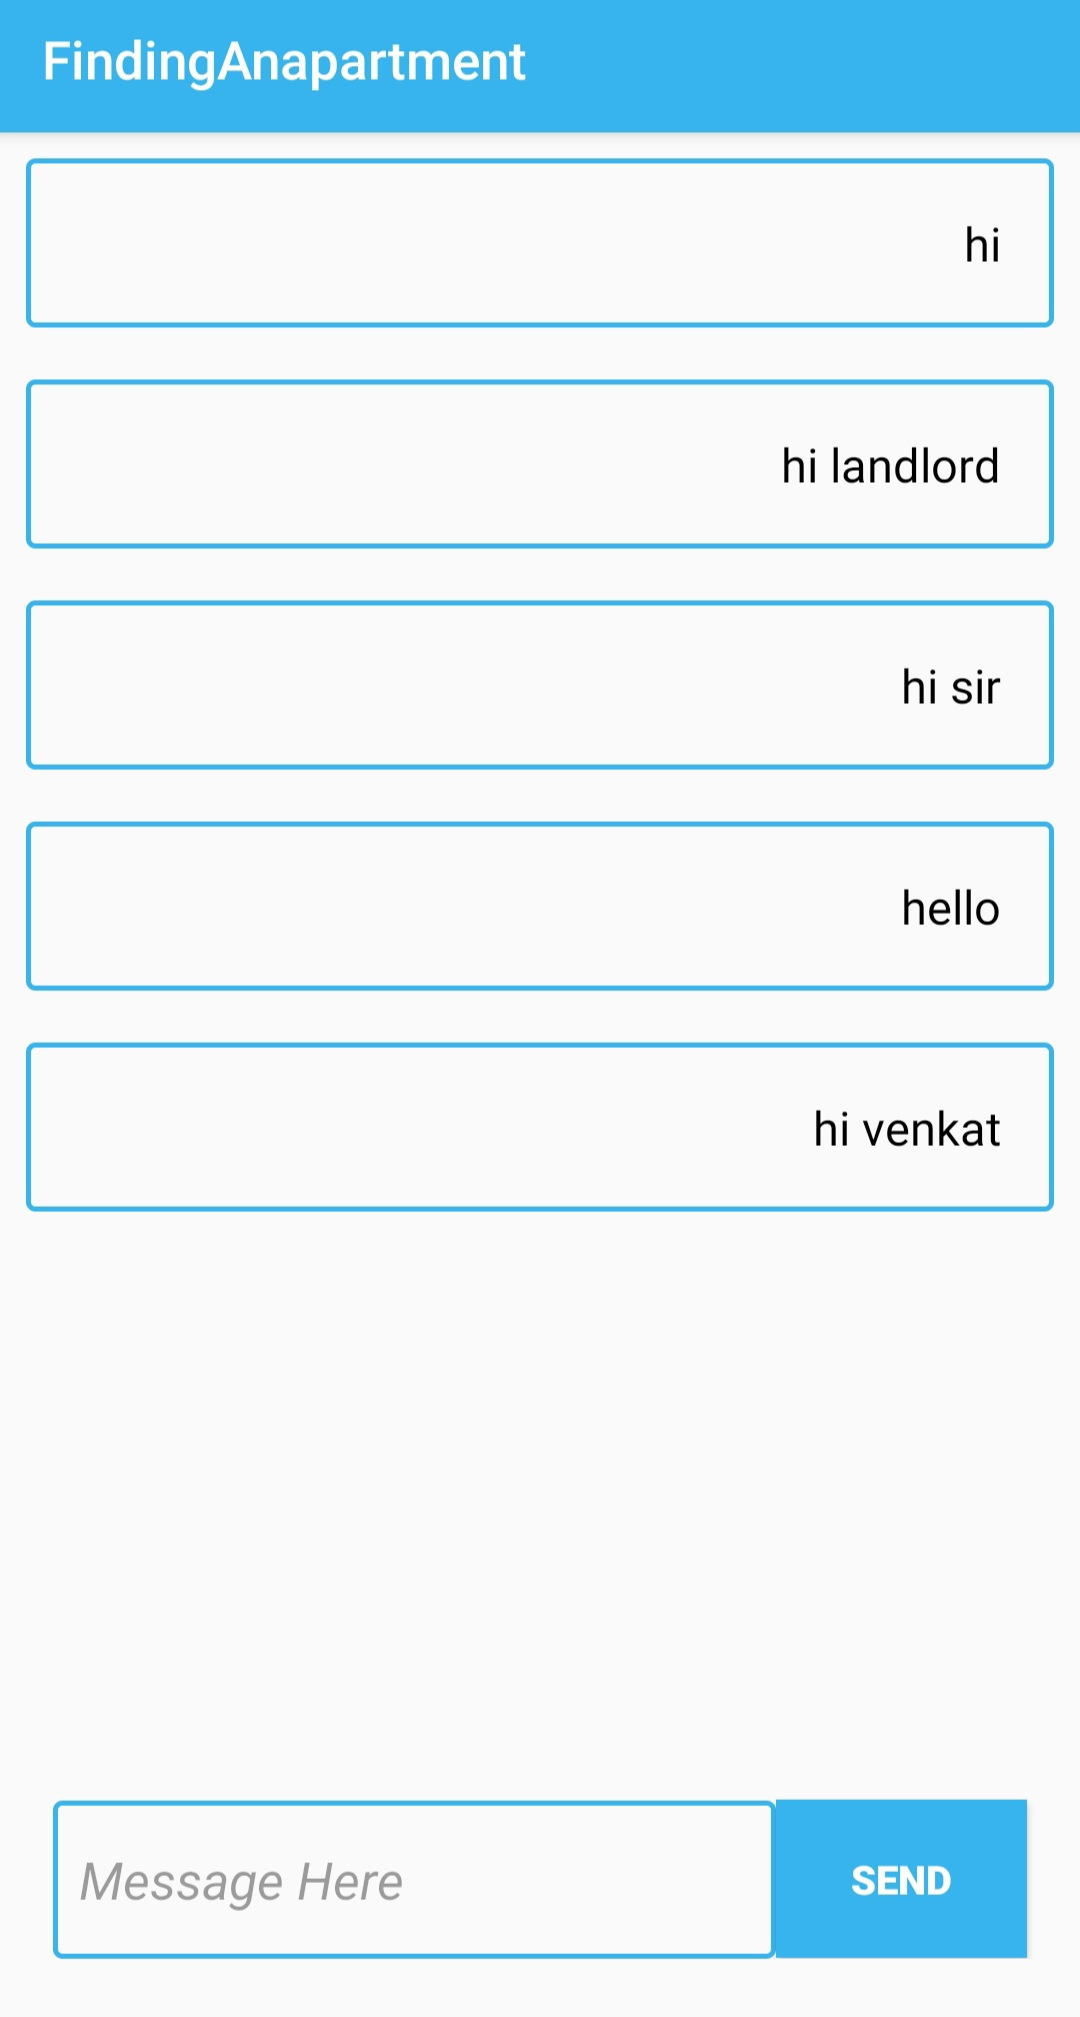 FindingAnapartment
hi
hi landlord
hi sir
hello
hi venkat
Message Here
SEND